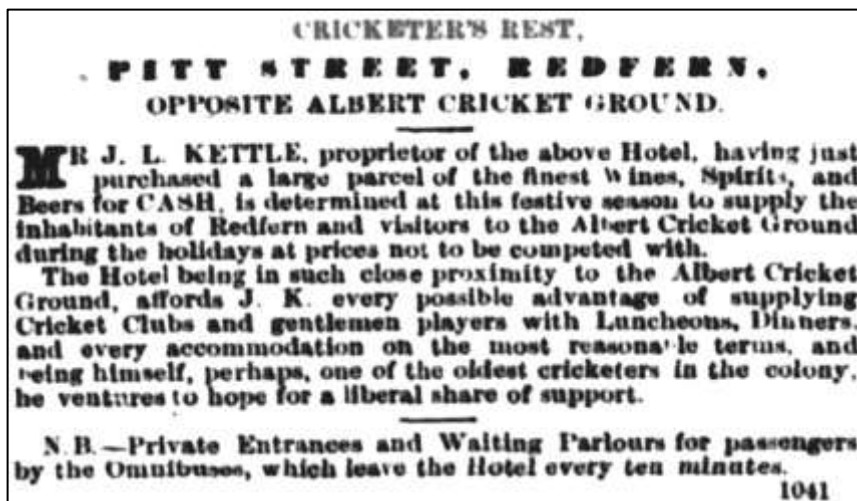 CRICKETER'S REST,
PITT STREET, REDFERN,
OPPOSITE ALBERT CRICKET GROUND.
MR J. L. KETTLE, proprietor of the above Hotel, having just
purchased a large parcel of the finest Wines, Spirits, and
Beers for CASH, is determined at this festive season to supply the
inhabitants of Redfern and visitors to the Albert Cricket Ground
during the holidays at prices not to be competed with.
The Hotel being in such close proximity to the Albert Cricket
Ground, affords J. K. every possible advantage of supplying
Cricket Clubs and gentlemen players with Luncheons, Dinners,
and every accommodation on the most reasonable terms, and
being himself, perhaps, one of the oldest cricketers in the colony,
he ventures to hope for a liberal share of support.
N.B.—Private Entrances and Waiting Parlours for passengers
by the Omnibuses, which leave the Hotel every ten minutes.
1041